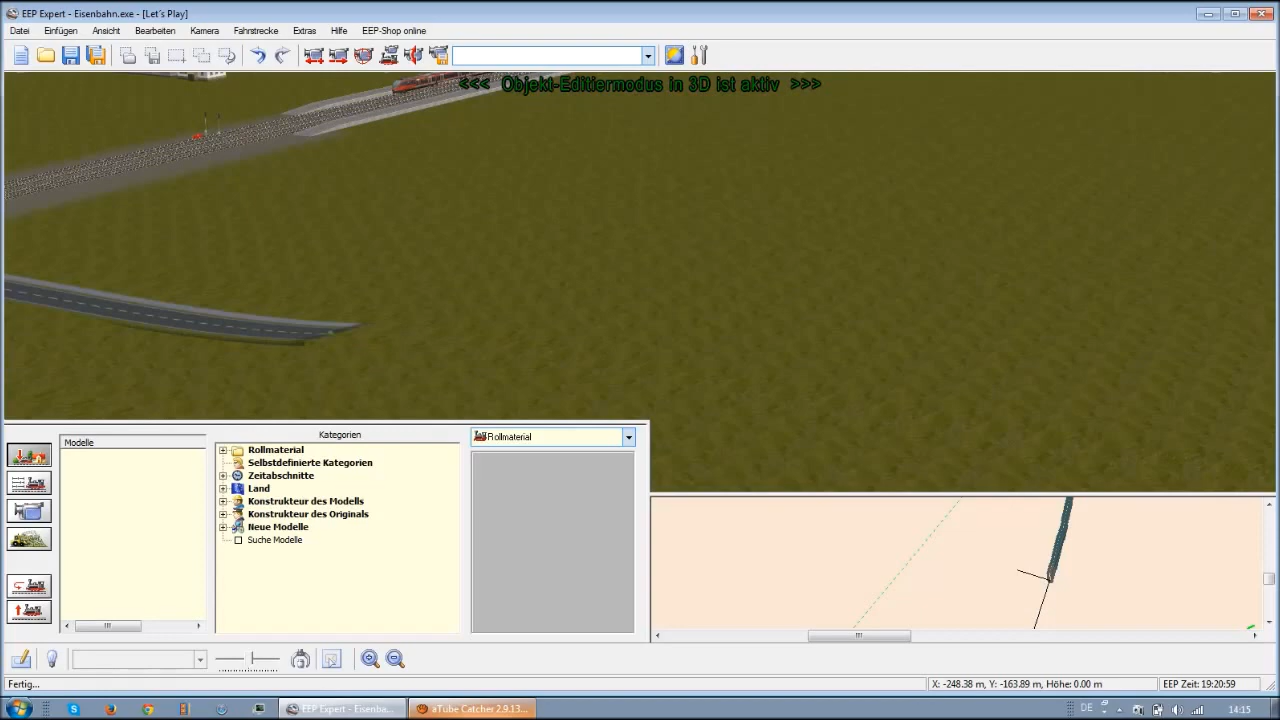 EEP Expert - Eisenbahn.exe - [Let´s Play]
Datei Einfügen Ansicht Bearbeiten Kamera Fahrstrecke Extras Hilfe EEP-Shop online
<<< Objekt-Editiermodus in 3D ist aktiv >>>
Modelle
Kategorien
Rollmaterial
Rollmaterial
Selbstdefinierte Kategorien
Zeitabschnitte
Land
Konstrukteur des Modells
Konstrukteur des Originals
Neue Modelle
Suche Modelle
Fertig...
X: -248.38 m, Y: -163.89 m, Höhe: 0.00 m
EEP Zeit: 19:20:59
EEP Expert - Eisenba...
aTube Catcher 2.9.13...
DE
14:15